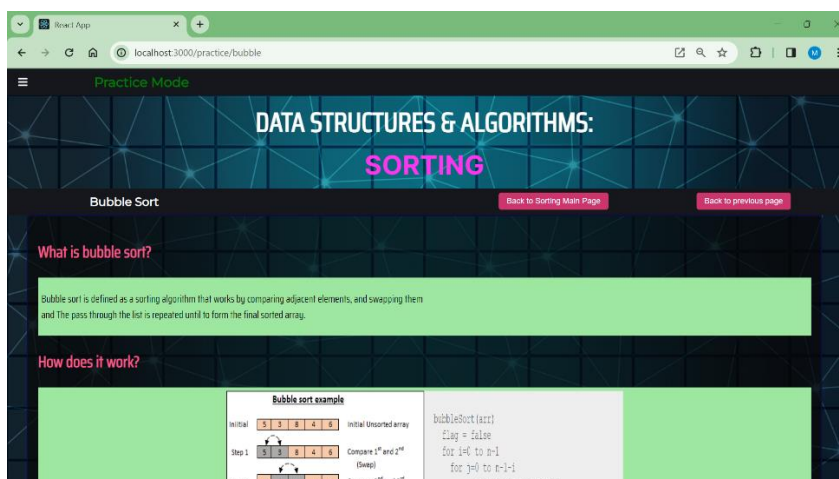 React App
localhost:3000/practice/bubble
M
Practice Mode
DATA STRUCTURES & ALGORITHMS:
SORTING
Bubble Sort
Back to Sorting Main Page
Back to previous page
What is bubble sort?
Bubble sort is defined as a sorting algorithm that works by comparing adjacent elements, and swapping them
and The pass through the list is repeated until to form the final sorted array.
How does it work?
Bubble sort example
Initial 5 3 8 4 6 Initial Unsorted array
Step 1 5 3 8 4 6 Compare 1st and 2nd
(Swap)
bubbleSort(arr)
flag = false
for i=0 to n-1
for j=0 to n-1-i